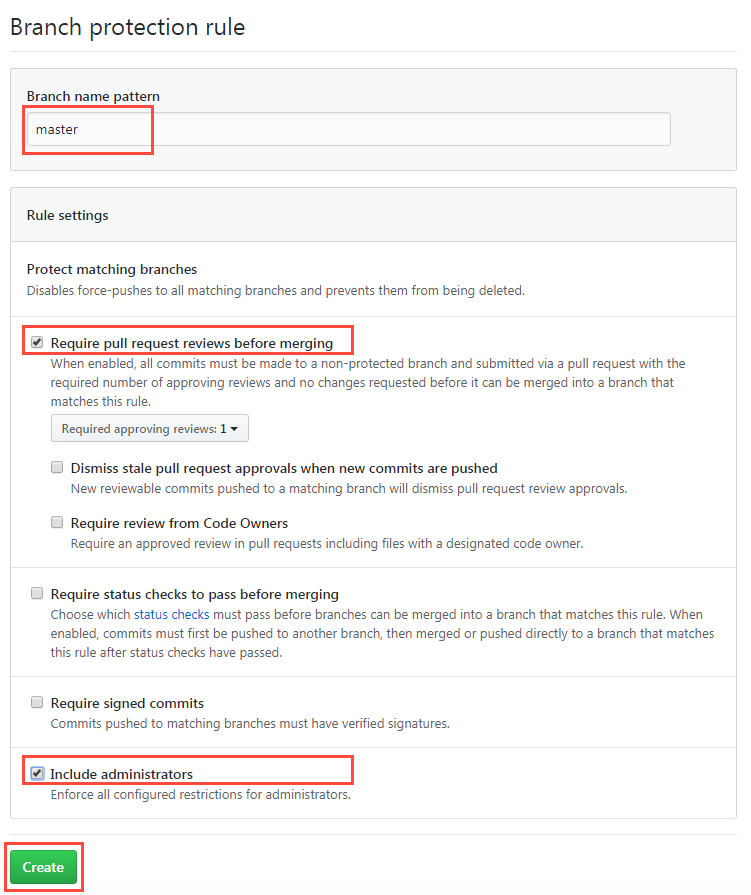 Branch protection rule
Branch name pattern
master
Rule settings
Protect matching branches
Disables force-pushes to all matching branches and prevents them from being deleted.
Require pull request reviews before merging
When enabled, all commits must be made to a non-protected branch and submitted via a pull request with the
required number of approving reviews and no changes requested before it can be merged into a branch that
matches this rule.
Required approving reviews: 1
Dismiss stale pull request approvals when new commits are pushed
New reviewable commits pushed to a matching branch will dismiss pull request review approvals.
Require review from Code Owners
Require an approved review in pull requests including files with a designated code owner.
Require status checks to pass before merging
Choose which status checks must pass before branches can be merged into a branch that matches this rule. When
enabled, commits must first be pushed to another branch, then merged or pushed directly to a branch that matches
this rule after status checks have passed.
Require signed commits
Commits pushed to matching branches must have verified signatures.
Include administrators
Enforce all configured restrictions for administrators.
Create